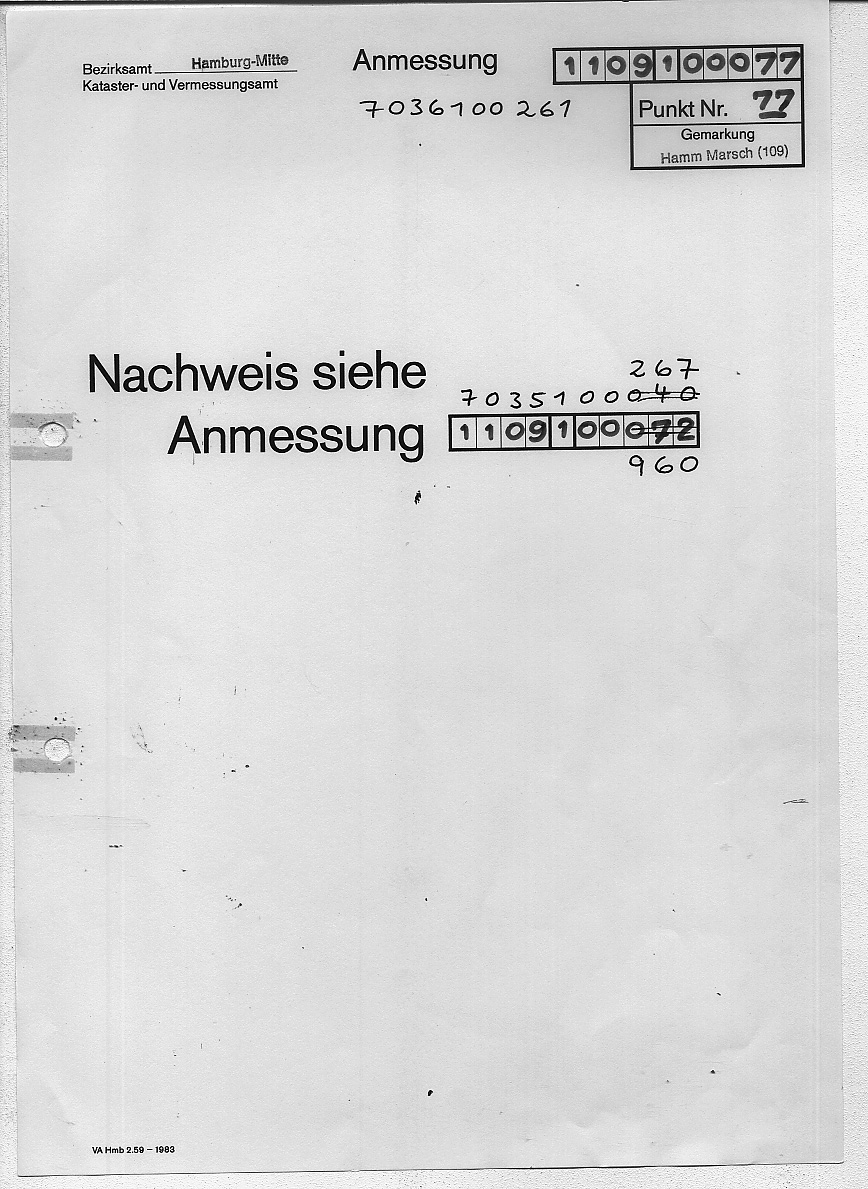 Bezirksamt Hamburg-Mitte
Kataster- und Vermessungsamt
Anmessung 1109100077
7036100 261
Punkt Nr. 77
Gemarkung
Hamm Marsch (109)
267
Nachweis siehe
7035100040
Anmessung 1109100072
960
VA Hmb 2.59 – 1983